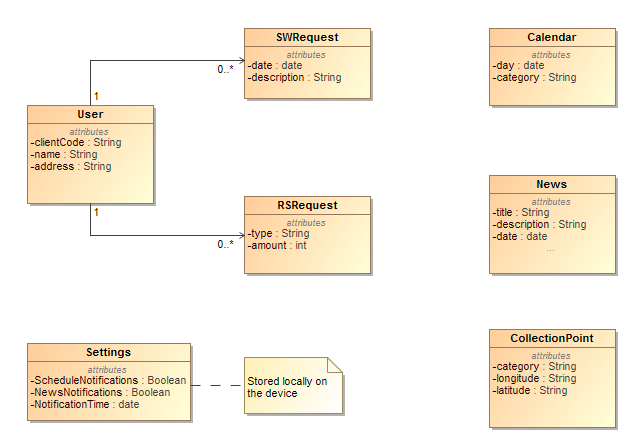 SWRequest
attributes
-date : date
-description : String
0..*
1
User
attributes
-clientCode : String
-name : String
-address : String
1
0..*
RSRequest
attributes
-type : String
-amount : int
Calendar
attributes
-day : date
-category : String
News
attributes
-title : String
-description : String
-date : date
...
Settings
attributes
-ScheduleNotifications : Boolean
-NewsNotifications : Boolean
-NotificationTime : date
Stored locally on
the device
CollectionPoint
attributes
-category : String
-longitude : String
-latitude : String